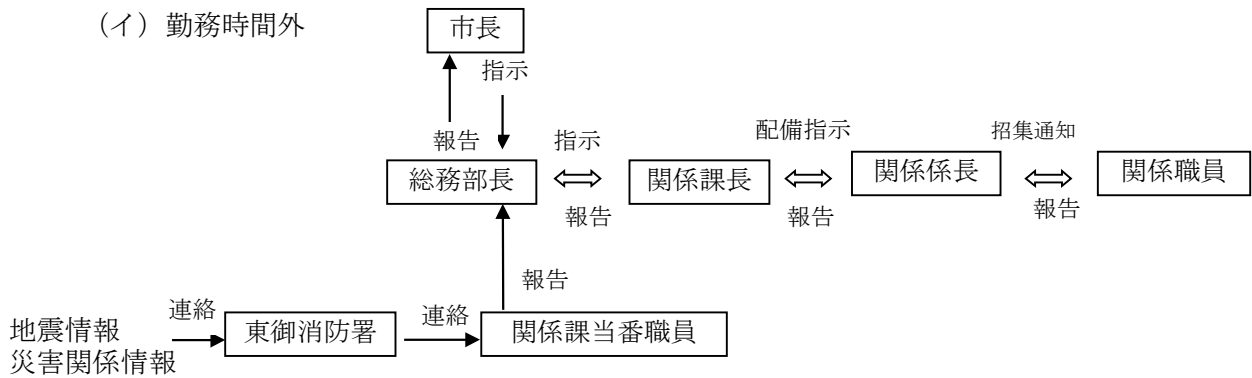 （イ）勤務時間外
市長
指示
報告
指示
配備指示
招集通知
総務部長
関係課長
関係係長
関係職員
報告
報告
報告
報告
連絡
連絡
地震情報
災害関係情報
東御消防署
関係課当番職員